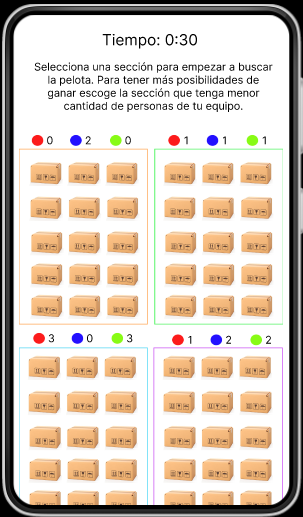 Tiempo: 0:30
Selecciona una sección para empezar a buscar
la pelota. Para tener más posibilidades de
ganar escoge la sección que tenga menor
cantidad de personas de tu equipo.
0 2 0
1 1 1
3 0 3
1 2 2